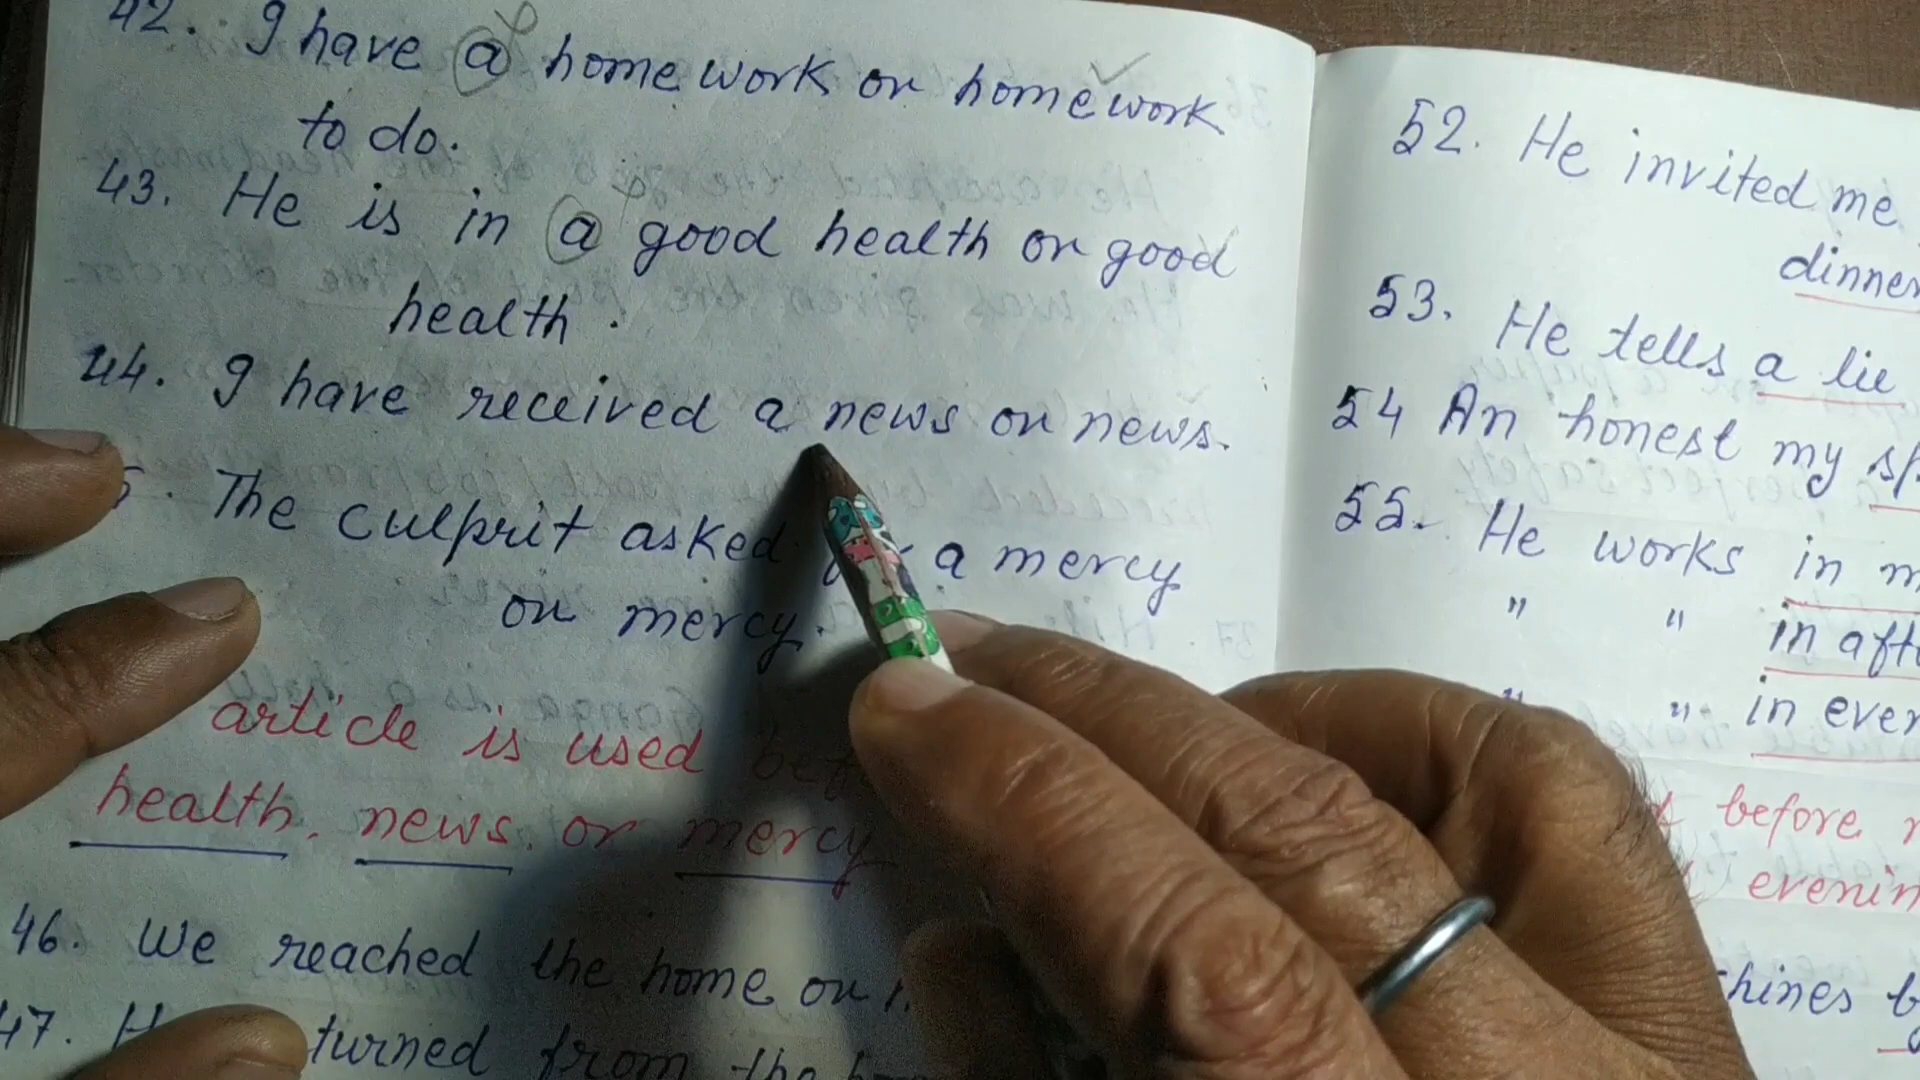 42. I have a home work or homework
to do.
43. He is in a good health or good
health.
44. I have received a news or news.
5. The culprit asked a mercy
or mercy.
article is used
health, news, or mercy
46. We reached the home or
47. turned from the
52. He invited me
dinner
53. He tells a lie
54 An honest my
55. He works in
" " in
" " in
before
evenin